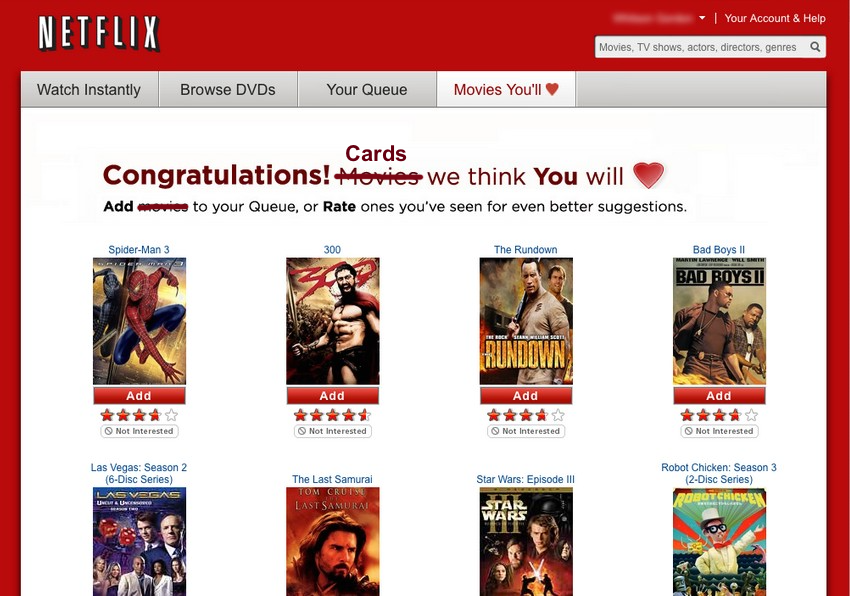 NETFLIX
Your Account & Help
Movies, TV shows, actors, directors, genres
Watch Instantly
Browse DVDs
Your Queue
Movies You'll
Cards
Congratulations! Movies we think You will
Add movies to your Queue, or Rate ones you've seen for even better suggestions.
Spider-Man 3
300
The Rundown
Bad Boys II
SPIDER-MAN 3
300
THE ROCK SEANN WILLIAM SCOTT
THE RUNDOWN
MARTIN LAWRENCE WILL SMITH
BAD BOYS II
Add
Add
Add
Add
Not Interested
Not Interested
Not Interested
Not Interested
Las Vegas: Season 2
(6-Disc Series)
The Last Samurai
Star Wars: Episode III
Robot Chicken: Season 3
(2-Disc Series)
LAS VEGAS
UNCUT & UNCENSORED
SEASON TWO
TOM CRUISE
THE
LAST SAMURAI
STAR WARS
III
ROBOT CHICKEN